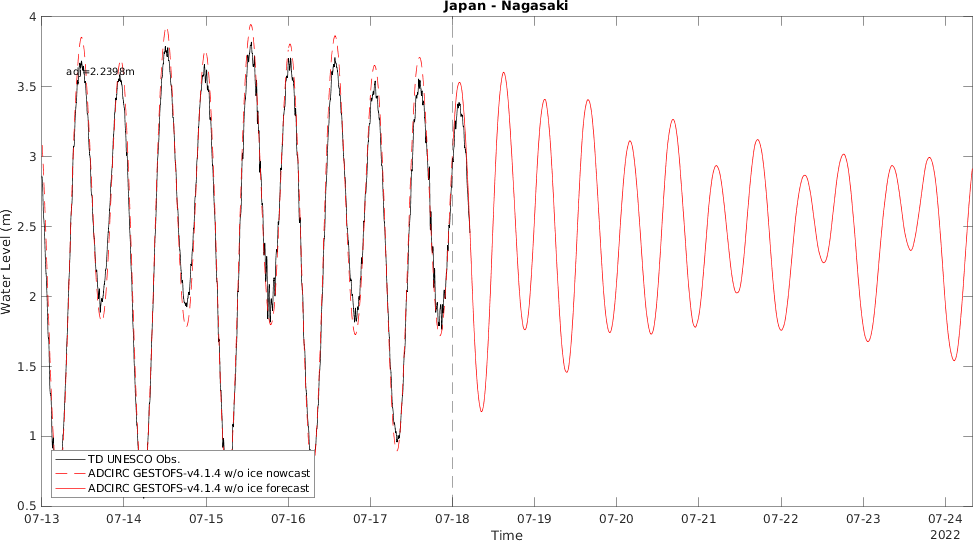 Japan - Nagasaki
4
adj=2.2398m
3.5
3
2.5
2
1.5
1
0.5
Water Level (m)
TD UNESCO Obs.
ADCIRC GESTOFS-v4.1.4 w/o ice nowcast
ADCIRC GESTOFS-v4.1.4 w/o ice forecast
07-13 07-14 07-15 07-16 07-17 07-18 07-19 07-20 07-21 07-22 07-23 07-24
Time
2022